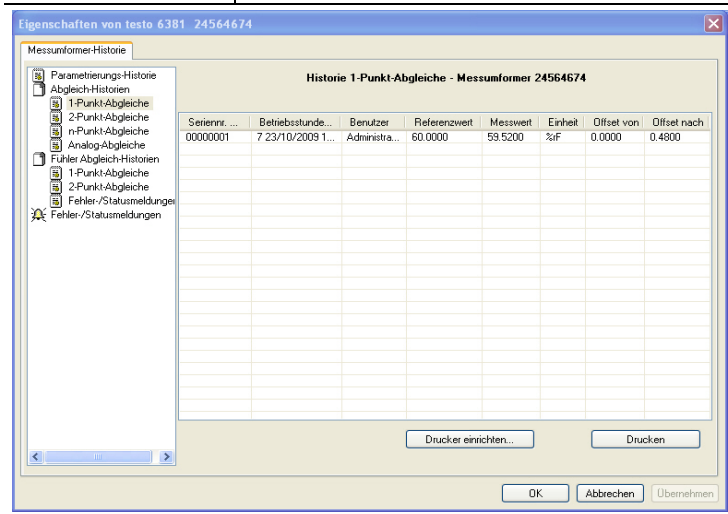 Eigenschaften von testo 6381 24564674
Messumformer-Historie
Parametrierungs-Historie
Abgleich-Historien
1-Punkt-Abgleiche
2-Punkt-Abgleiche
n-Punkt-Abgleiche
Analog-Abgleiche
Fühler Abgleich-Historien
1-Punkt-Abgleiche
2-Punkt-Abgleiche
Fehler-/Statusmeldungen
Fehler-/Statusmeldungen
Historie 1-Punkt-Abgleiche - Messumformer 24564674
Seriennr. ... Betriebsstunde... Benutzer Referenzwert Messwert Einheit Offset von Offset nach
00000001 7 23/10/2009 1... Administra... 60.0000 59.5200 %rF 0.0000 0.4800
Drucker einrichten... Drucken
OK Abbrechen Übernehmen